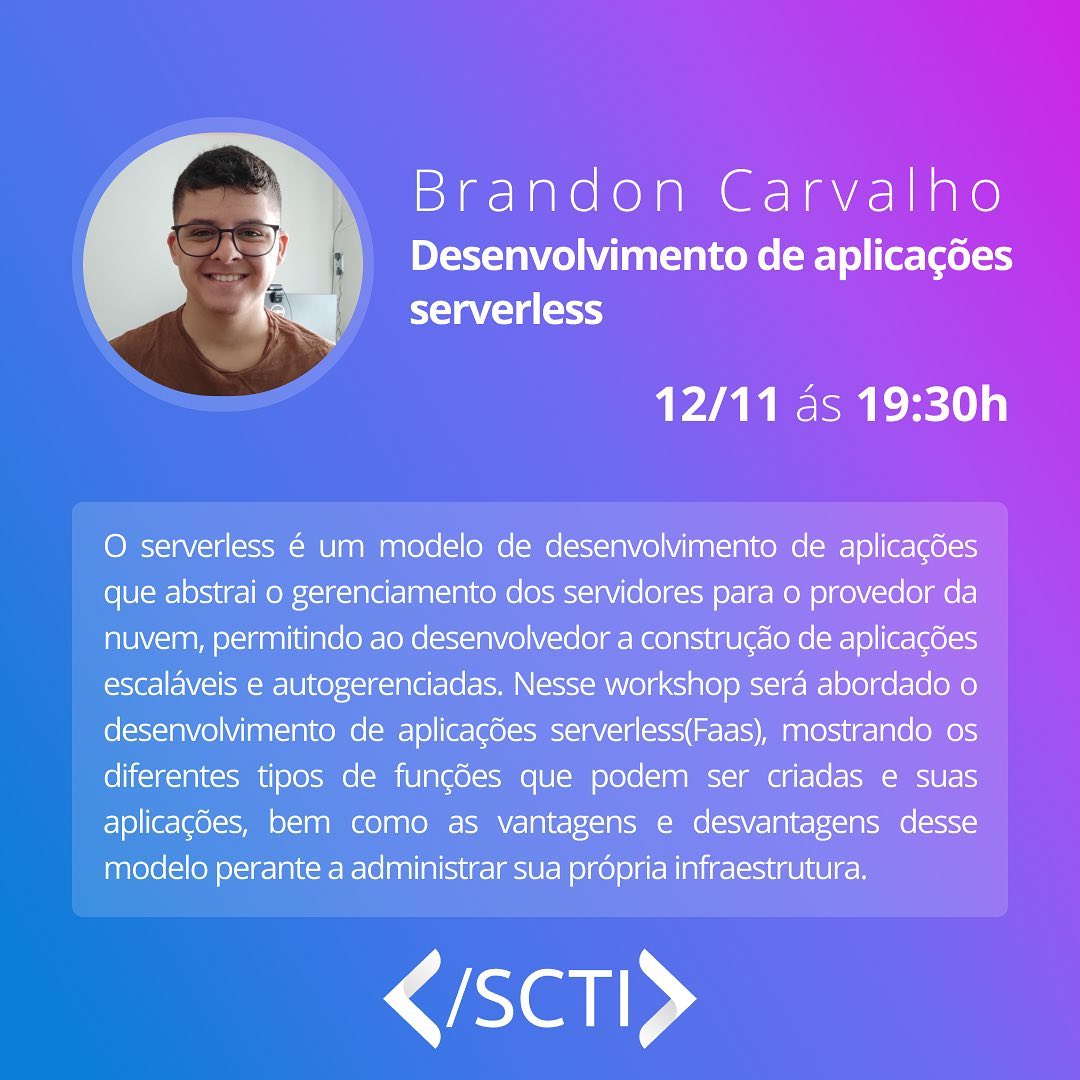 Brandon Carvalho
Desenvolvimento de aplicações
serverless
12/11 ás 19:30h
O serverless é um modelo de desenvolvimento de aplicações
que abstrai o gerenciamento dos servidores para o provedor da
nuvem, permitindo ao desenvolvedor a construção de aplicações
escaláveis e autogerenciadas. Nesse workshop será abordado o
desenvolvimento de aplicações serverless(Faas), mostrando os
diferentes tipos de funções que podem ser criadas e suas
aplicações, bem como as vantagens e desvantagens desse
modelo perante a administrar sua própria infraestrutura.
</SCTI>